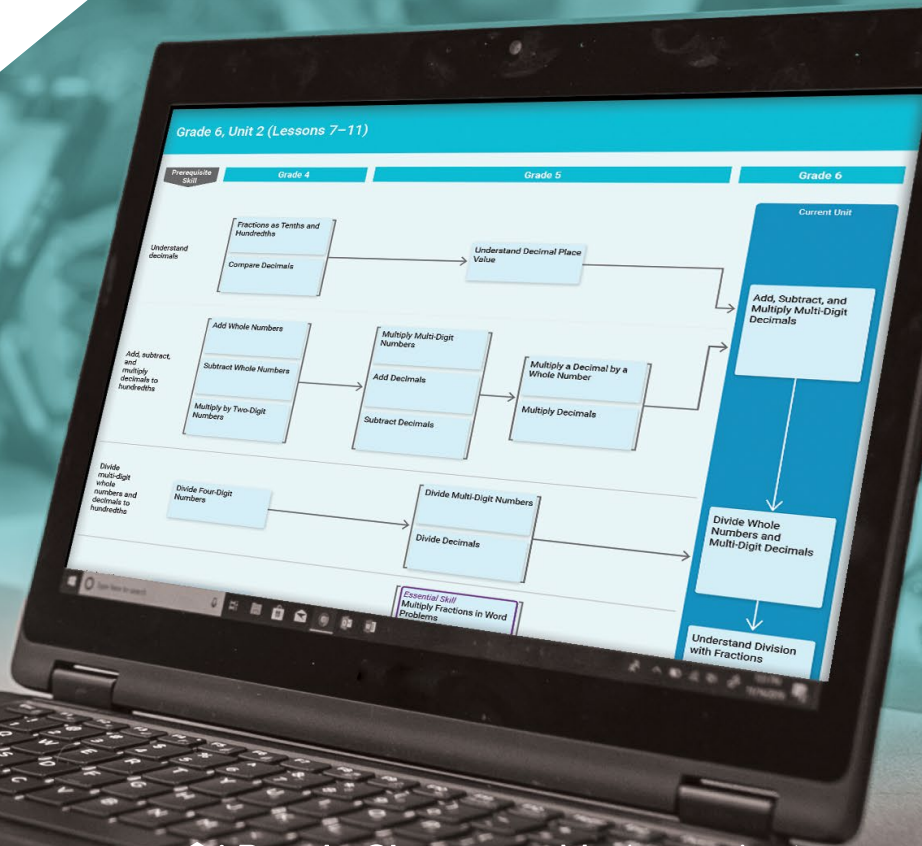 Grade 6, Unit 2 (Lessons 7–11)
Prerequisite
Skill
Grade 4
Grade 5
Grade 6
Current Unit
Understand
decimals
Fractions as Tenths and
Hundredths
Compare Decimals
Understand Decimal Place
Value
Add, Subtract, and
Multiply Multi-Digit
Decimals
Add, subtract,
and
multiply
decimals to
hundredths
Add Whole Numbers
Subtract Whole Numbers
Multiply by Two-Digit
Numbers
Multiply Multi-Digit
Numbers
Add Decimals
Subtract Decimals
Multiply a Decimal by a
Whole Number
Multiply Decimals
Divide
multi-digit
whole
numbers and
decimals to
hundredths
Divide Four-Digit
Numbers
Divide Multi-Digit Numbers
Divide Decimals
Divide Whole
Numbers and
Multi-Digit Decimals
Essential Skill
Multiply Fractions in Word
Problems
Understand Division
with Fractions
Type here to search